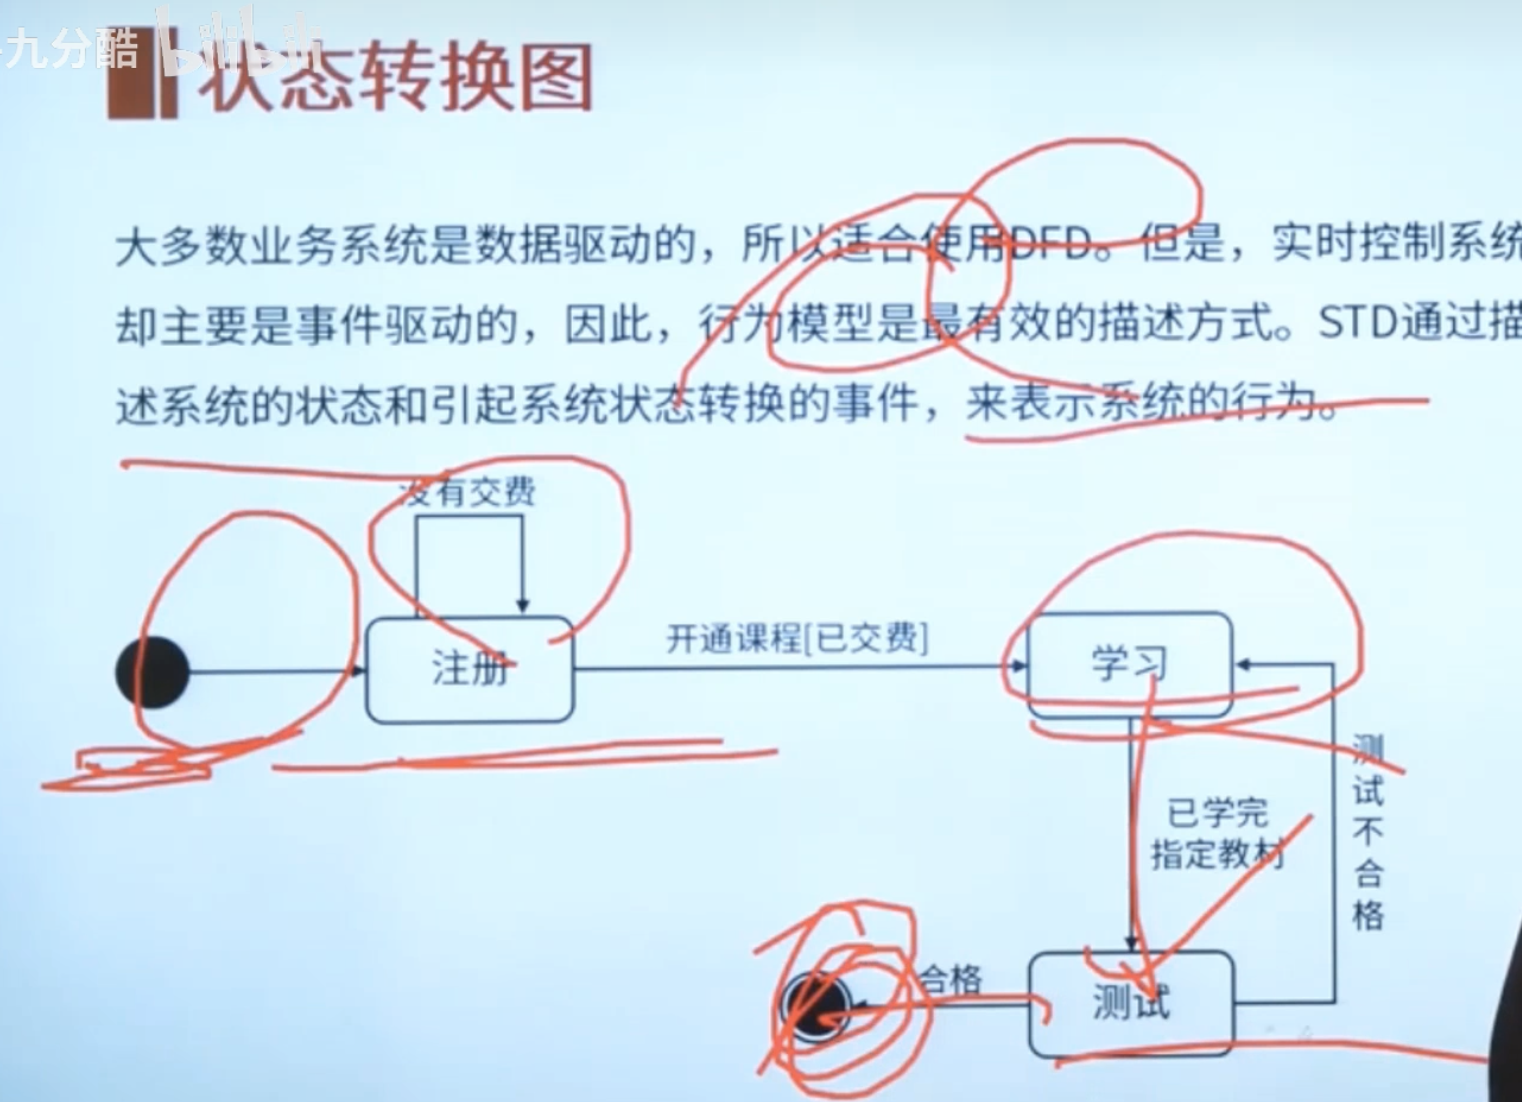 九分酷 bilibili
状态转换图
大多数业务系统是数据驱动的，所以适合使用DFD。但是，实时控制系统
却主要是事件驱动的，因此，行为模型是最有效的描述方式。STD通过描
述系统的状态和引起系统状态转换的事件，来表示系统的行为。
没有交费
注册
开通课程[已交费]
学习
已学完
指定教材
测试不合格
合格
测试